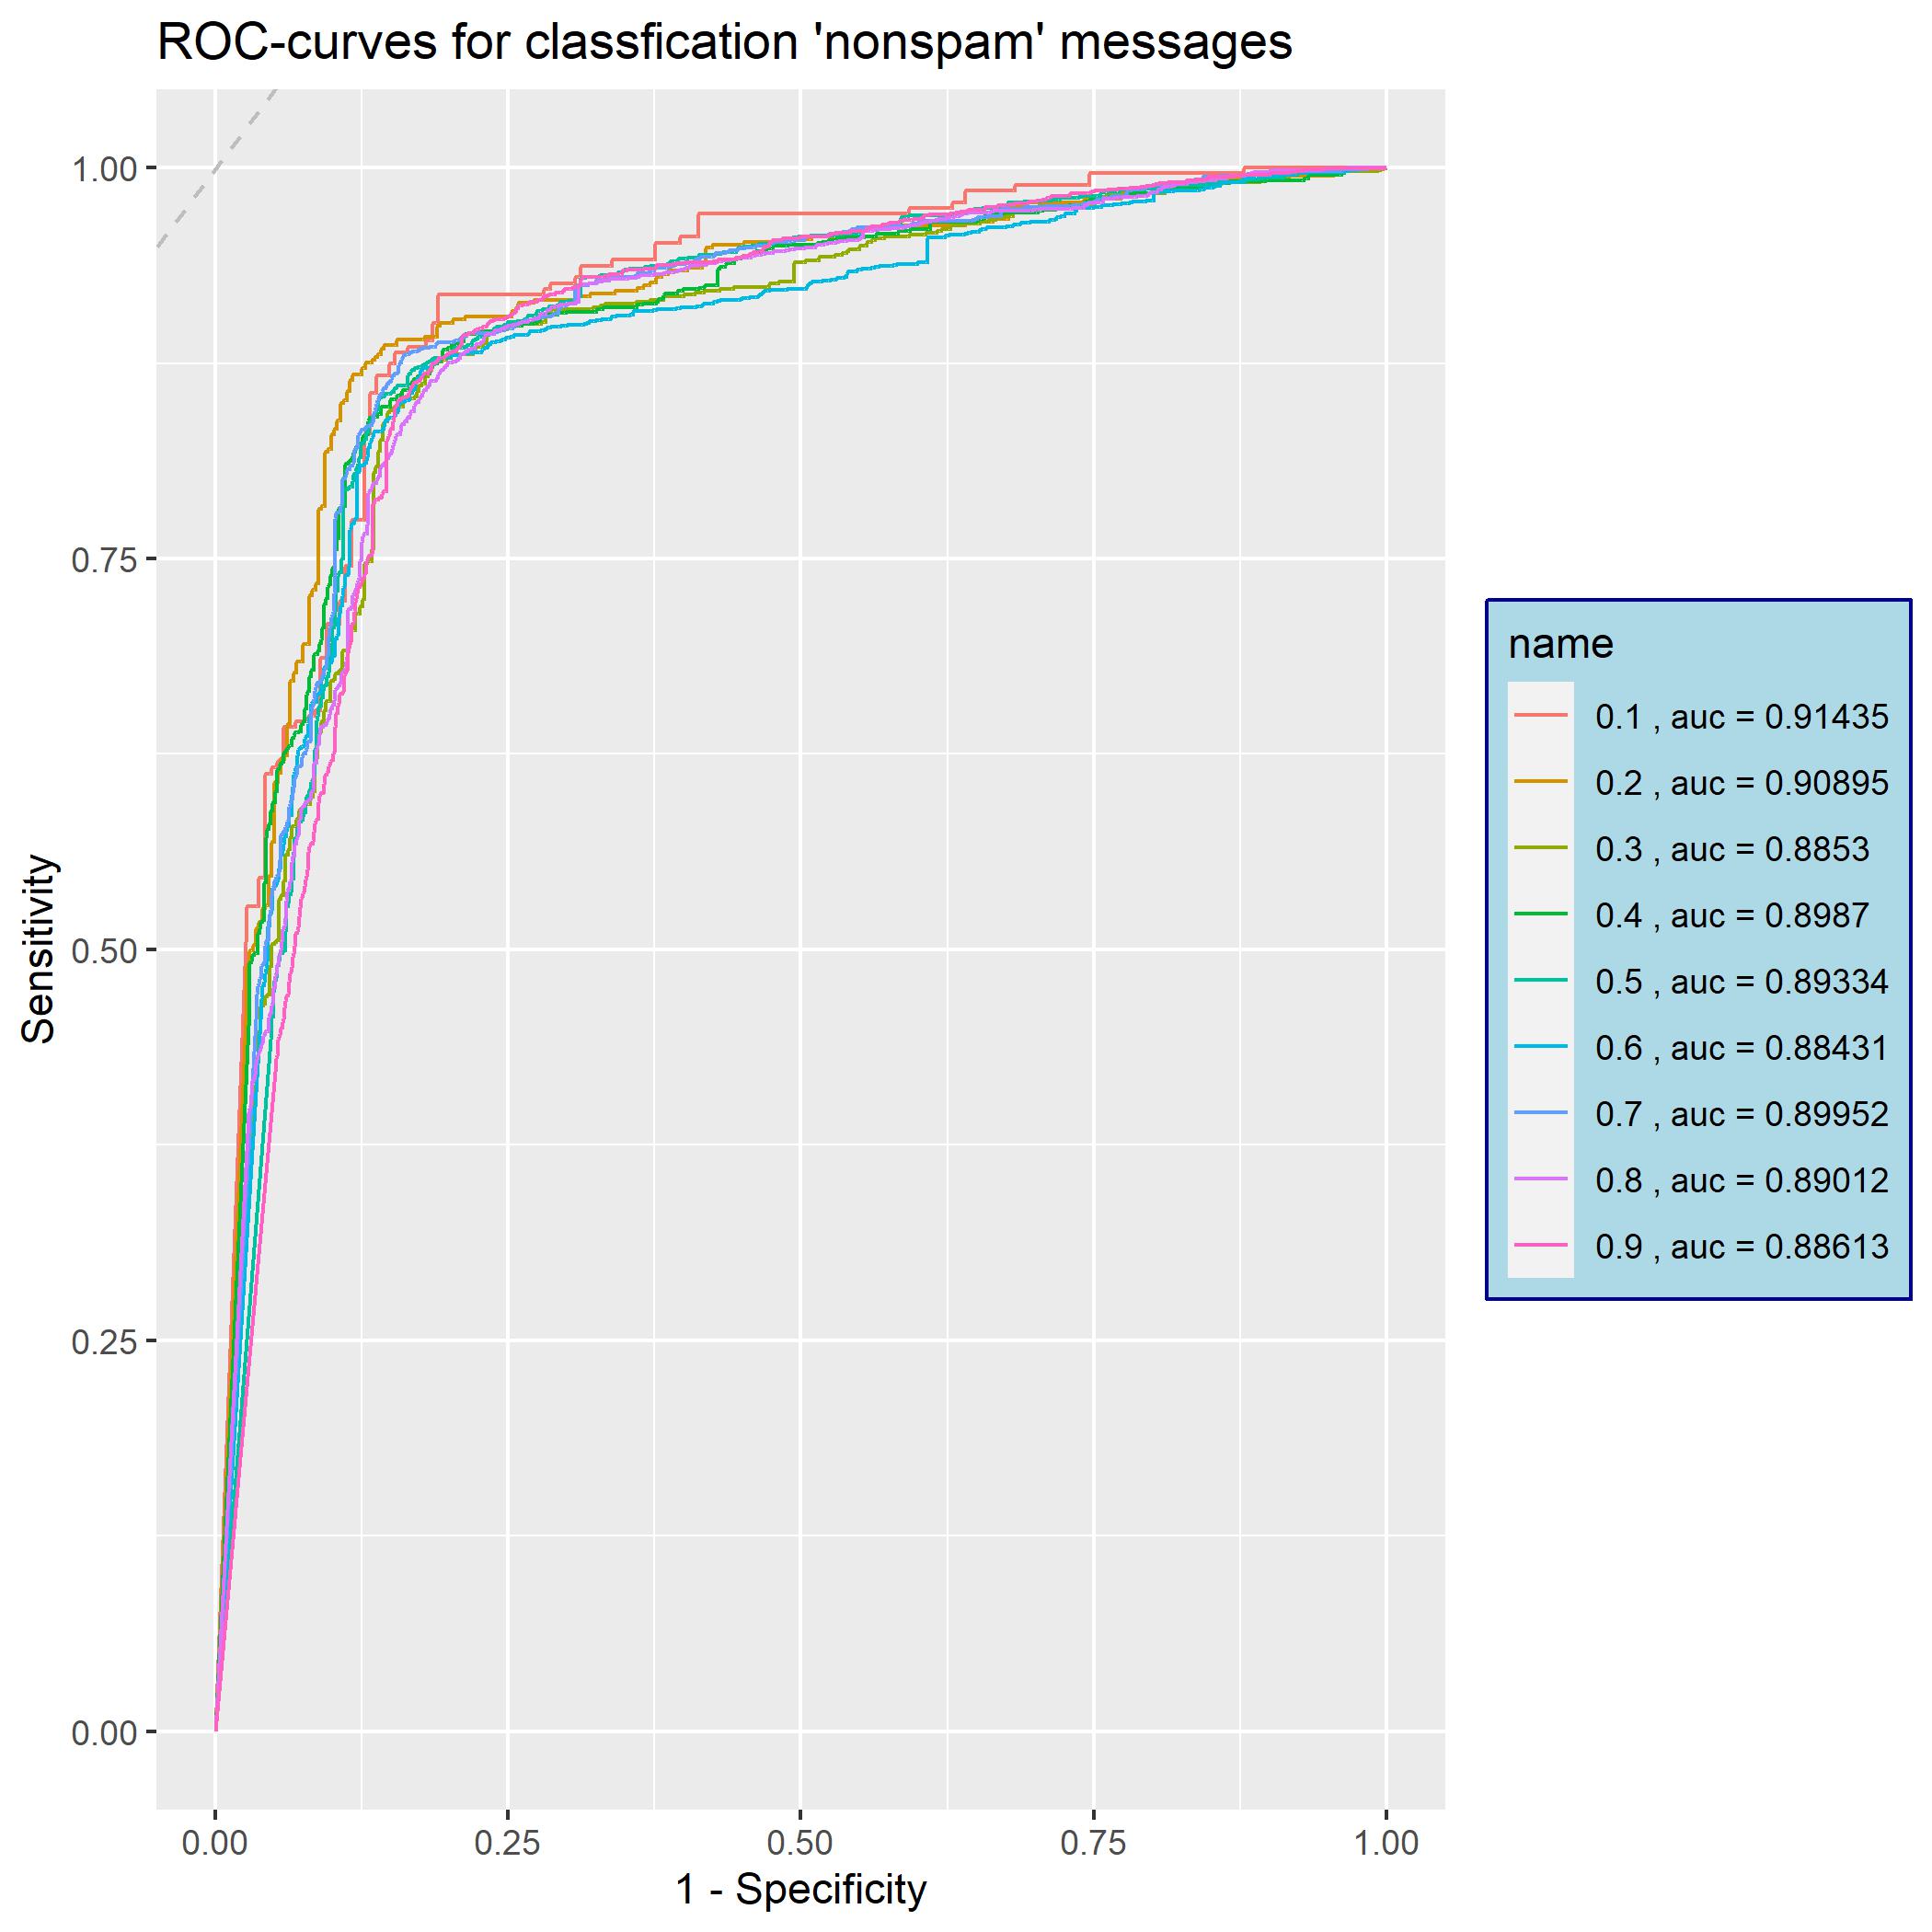 ROC-curves for classfication 'nonspam' messages
1.00
0.75
0.50
0.25
0.00
Sensitivity
0.00 0.25 0.50 0.75 1.00
1 - Specificity
name
0.1 , auc = 0.91435
0.2 , auc = 0.90895
0.3 , auc = 0.8853
0.4 , auc = 0.8987
0.5 , auc = 0.89334
0.6 , auc = 0.88431
0.7 , auc = 0.89952
0.8 , auc = 0.89012
0.9 , auc = 0.88613